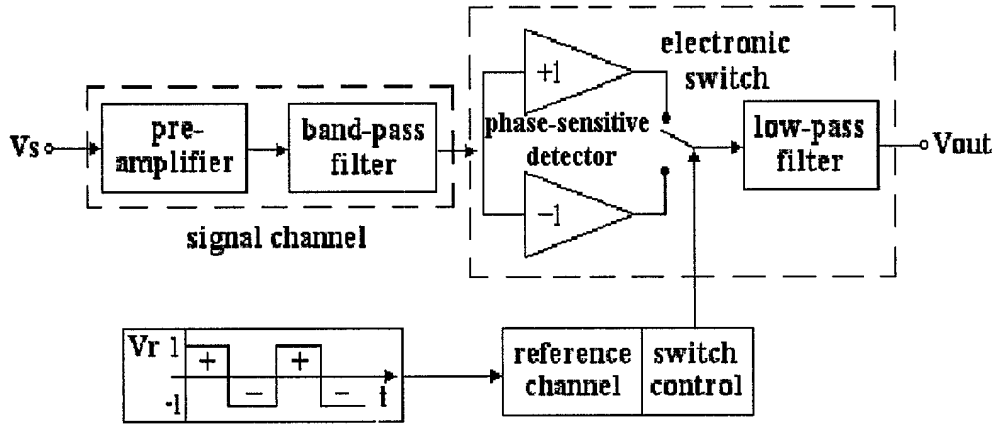 electronic
switch
+1
Vs
pre-
amplifier
band-pass
filter
phase-sensitive
detector
low-pass
filter
Vout
−1
signal channel
Vr 1
+
+
−
−
-1
t
reference
channel
switch
control